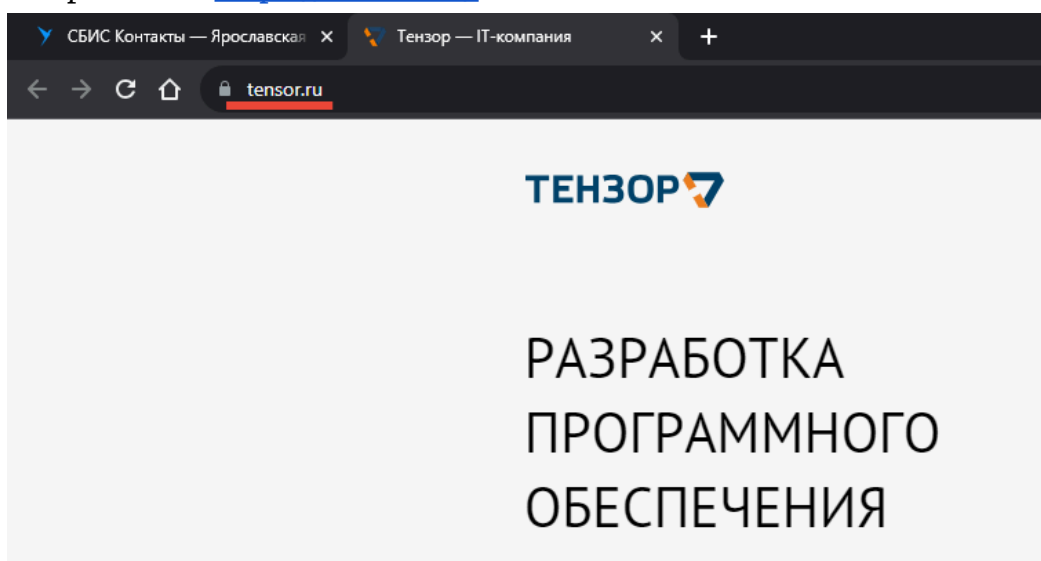 СБИС Контакты — Ярославская
Тензор — IT-компания
tensor.ru
ТЕНЗОР
РАЗРАБОТКА
ПРОГРАММНОГО
ОБЕСПЕЧЕНИЯ